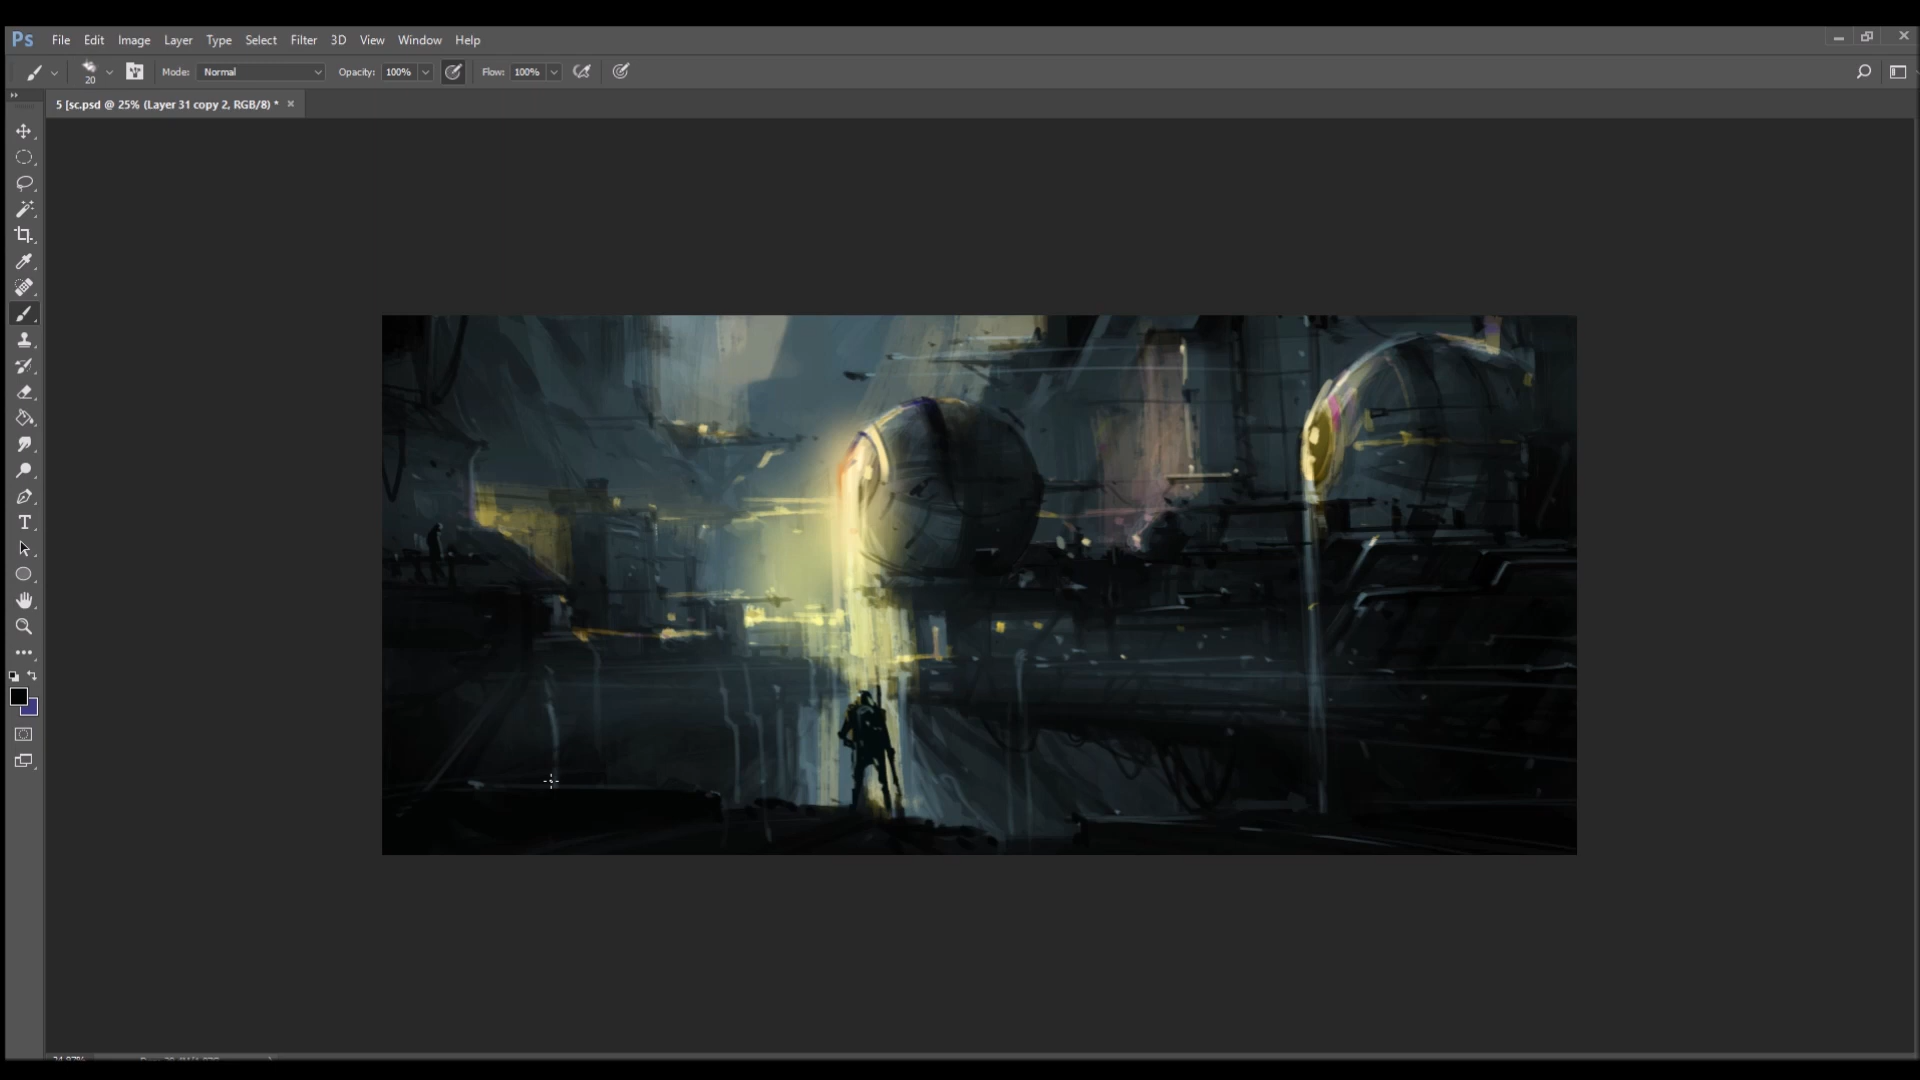 Ps File Edit Image Layer Type Select Filter 3D View Window Help
20 Mode: Normal Opacity: 100% Flow: 100%
5 [sc.psd @ 25% (Layer 31 copy 2, RGB/8) *